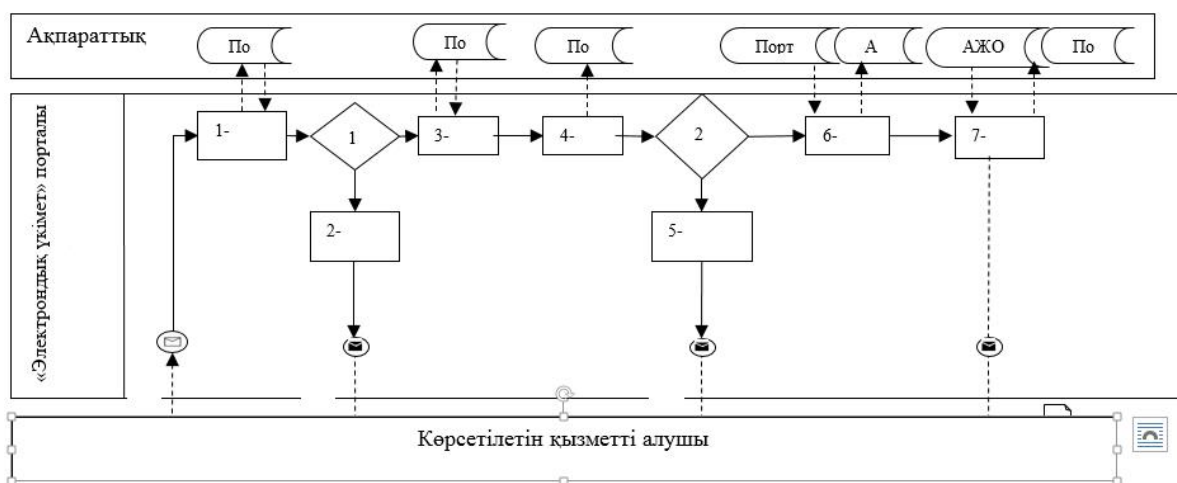 Ақпараттық
По
По
По
Порт
А
АЖО
По
«Электрондық үкімет» порталы
1-
1
3-
4-
2
6-
7-
2-
5-
Көрсетілетін қызметті алушы